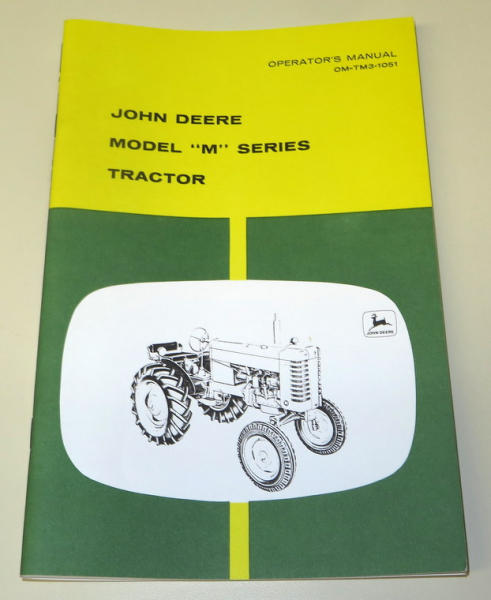 OPERATOR'S MANUAL
OM-TM3-1051
JOHN DEERE
MODEL "M" SERIES
TRACTOR
JOHN DEERE